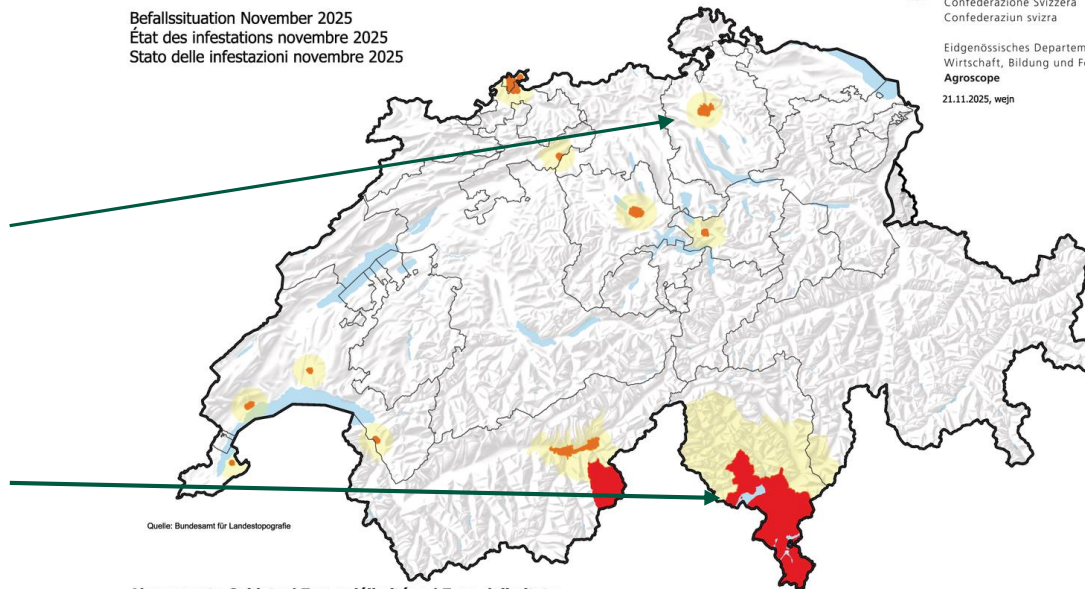 Befallssituation November 2025
État des infestations novembre 2025
Stato delle infestazioni novembre 2025
Confederazione Svizzera
Confederaziun svizra
Eidgenössisches Departem
Wirtschaft, Bildung und F
Agroscope
21.11.2025, wejn
Quelle: Bundesamt für Landestopografie